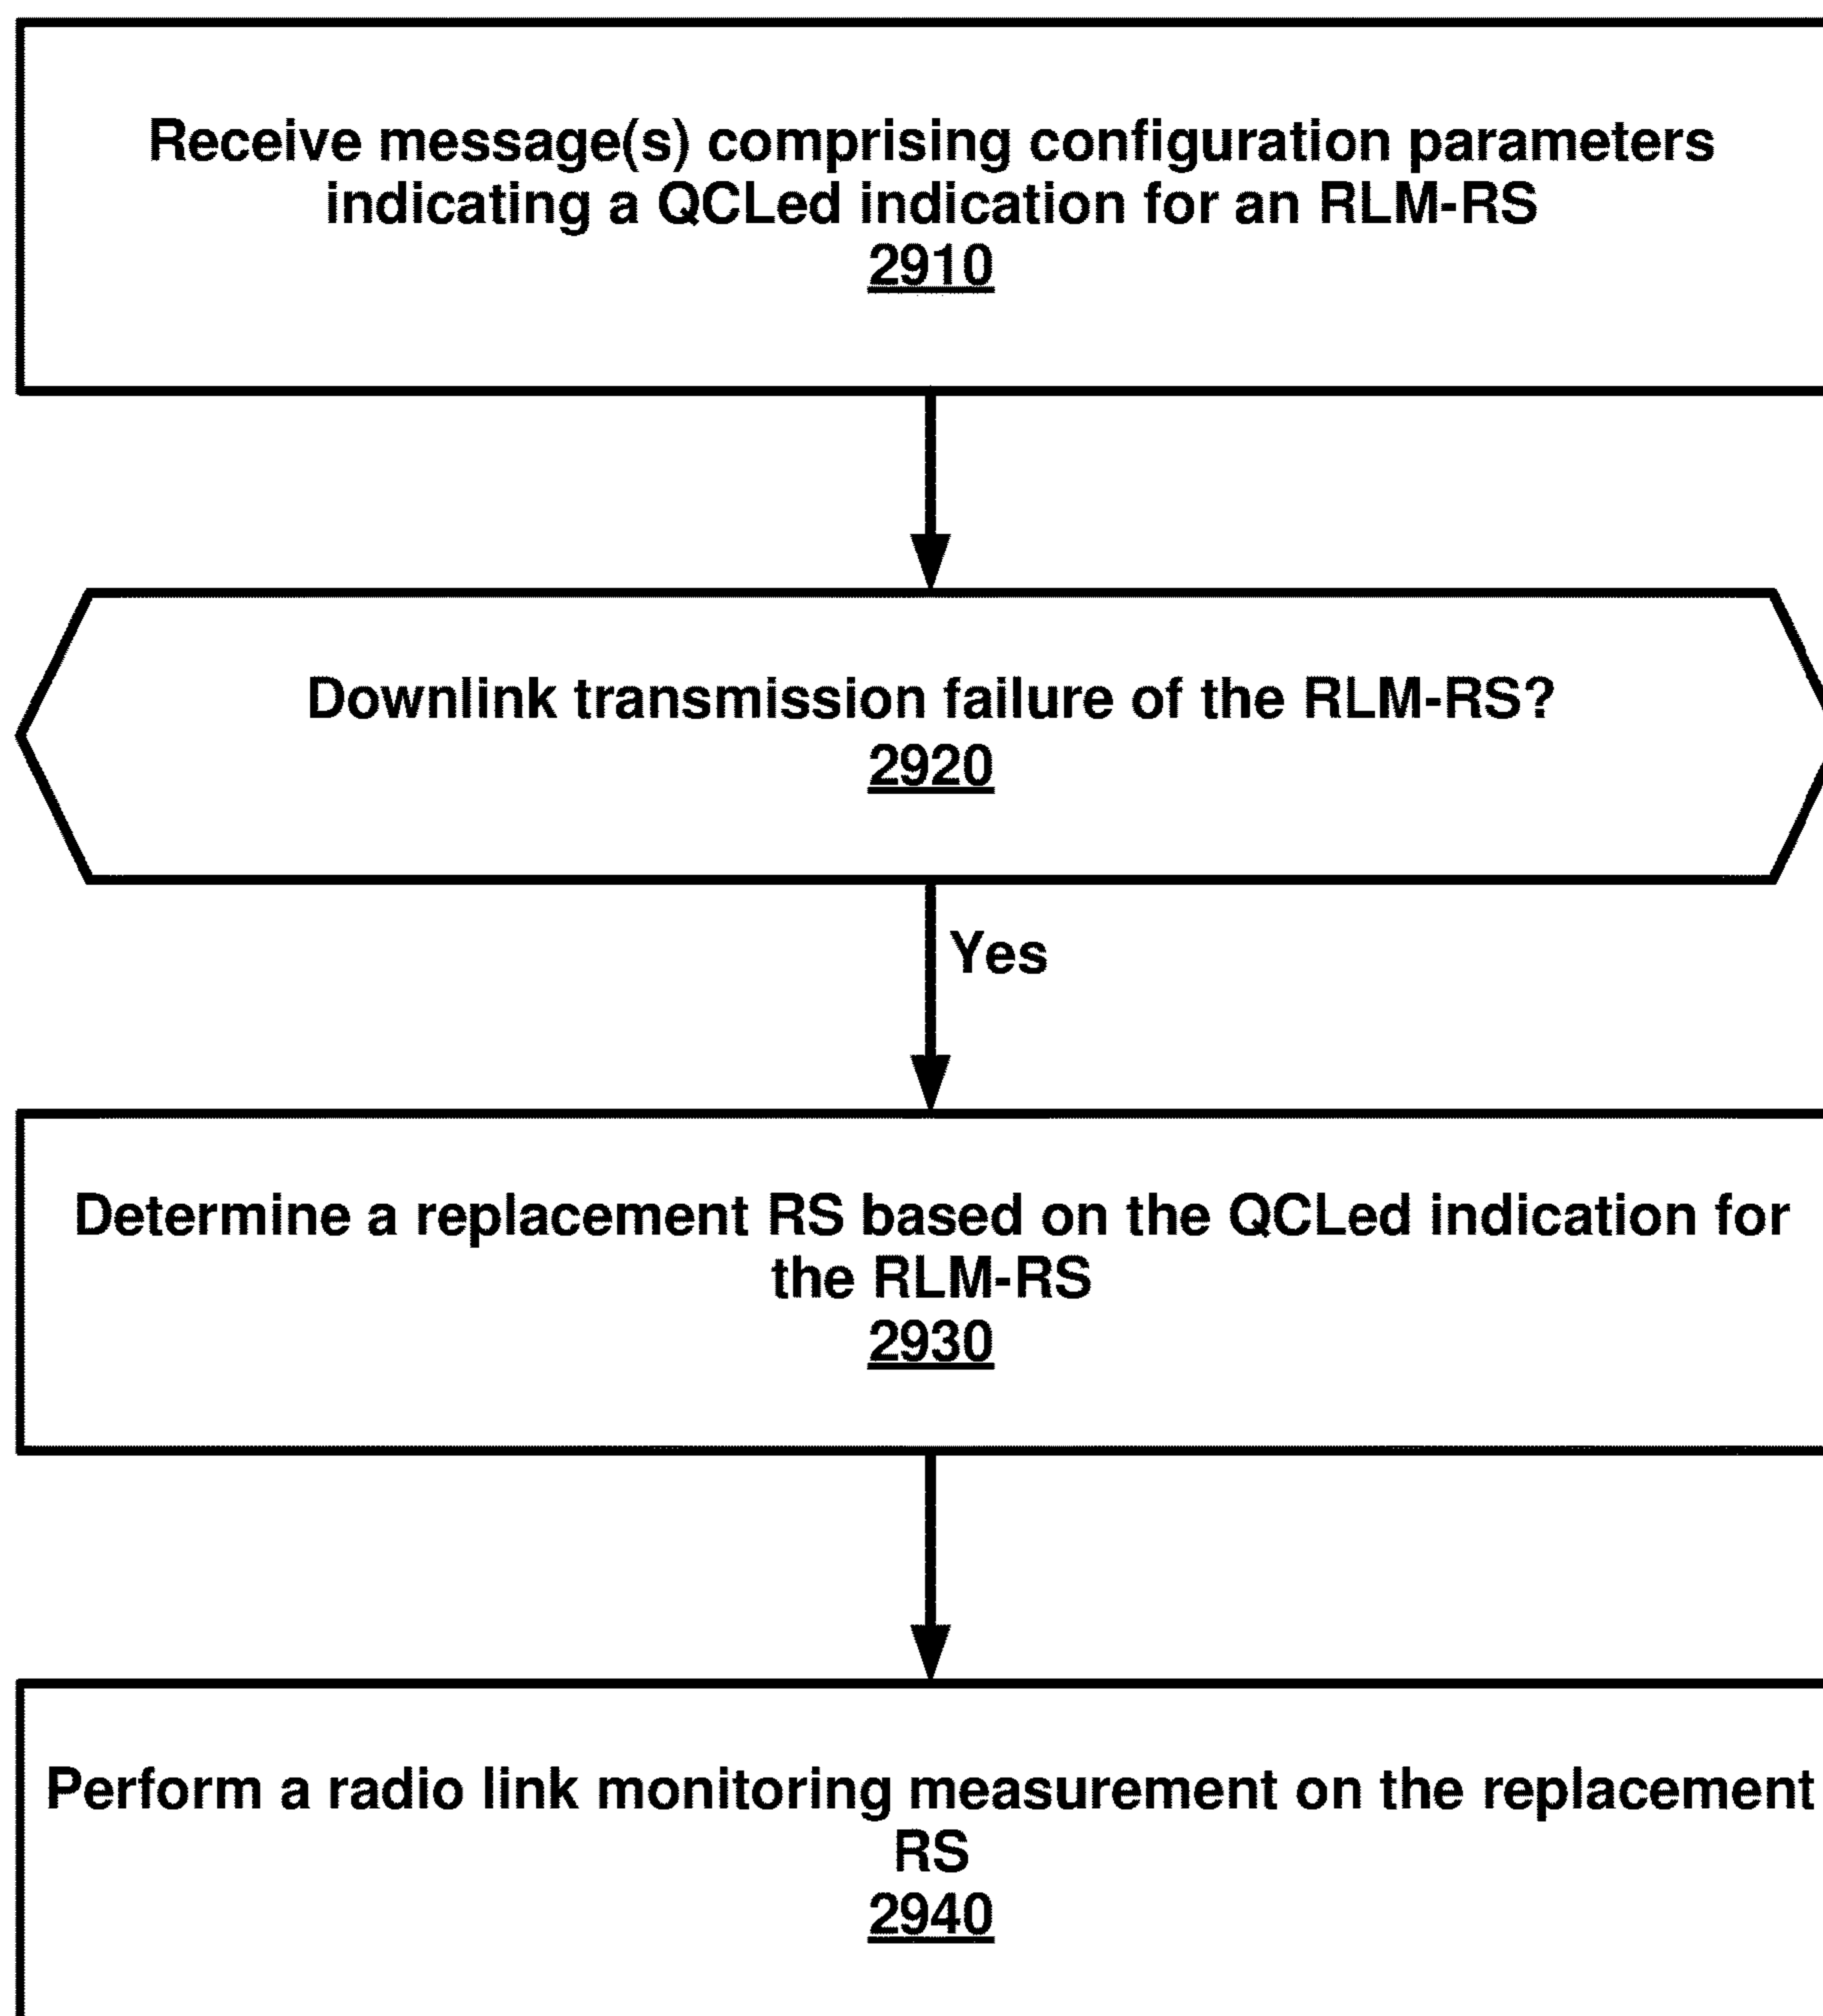 Receive message(s) comprising configuration parameters
indicating a QCLed indication for an RLM-RS
2910
Downlink transmission failure of the RLM-RS?
2920
Yes
Determine a replacement RS based on the QCLed indication for
the RLM-RS
2930
Perform a radio link monitoring measurement on the replacement
RS
2940